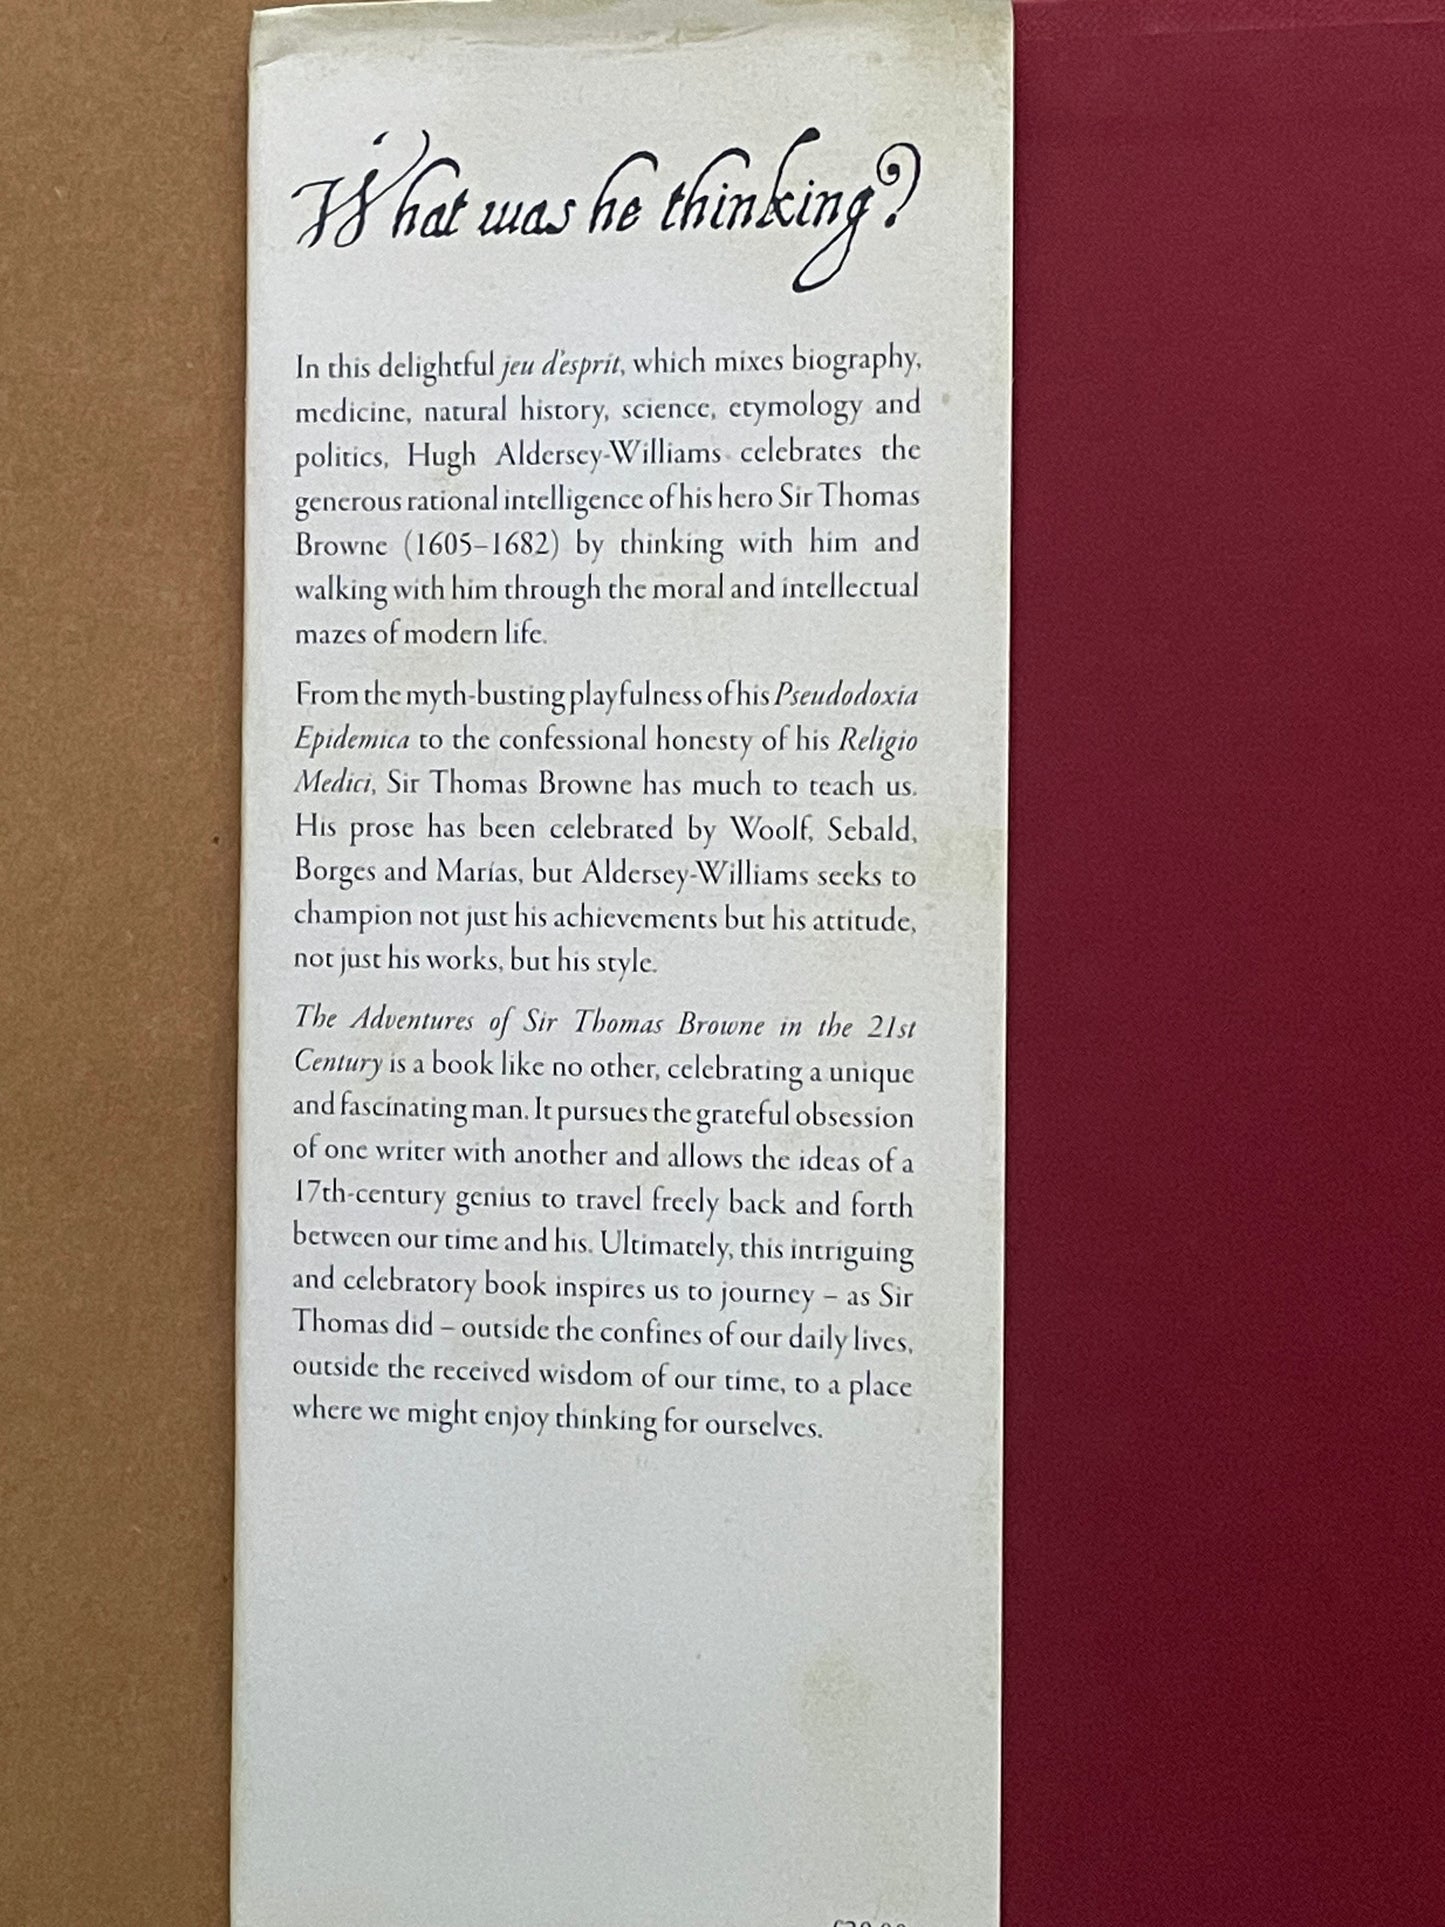 What was he thinking?
In this delightful jeu d'esprit, which mixes biography,
medicine, natural history, science, etymology and
politics, Hugh Aldersey-Williams celebrates the
generous rational intelligence of his hero Sir Thomas
Browne (1605–1682) by thinking with him and
walking with him through the moral and intellectual
mazes of modern life.
From the myth-busting playfulness of his Pseudodoxia
Epidemica to the confessional honesty of his Religio
Medici, Sir Thomas Browne has much to teach us.
His prose has been celebrated by Woolf, Sebald,
Borges and Marías, but Aldersey-Williams seeks to
champion not just his achievements but his attitude,
not just his works, but his style.
The Adventures of Sir Thomas Browne in the 21st
Century is a book like no other, celebrating a unique
and fascinating man. It pursues the grateful obsession
of one writer with another and allows the ideas of a
17th-century genius to travel freely back and forth
between our time and his. Ultimately, this intriguing
and celebratory book inspires us to journey – as Sir
Thomas did – outside the confines of our daily lives,
outside the received wisdom of our time, to a place
where we might enjoy thinking for ourselves.